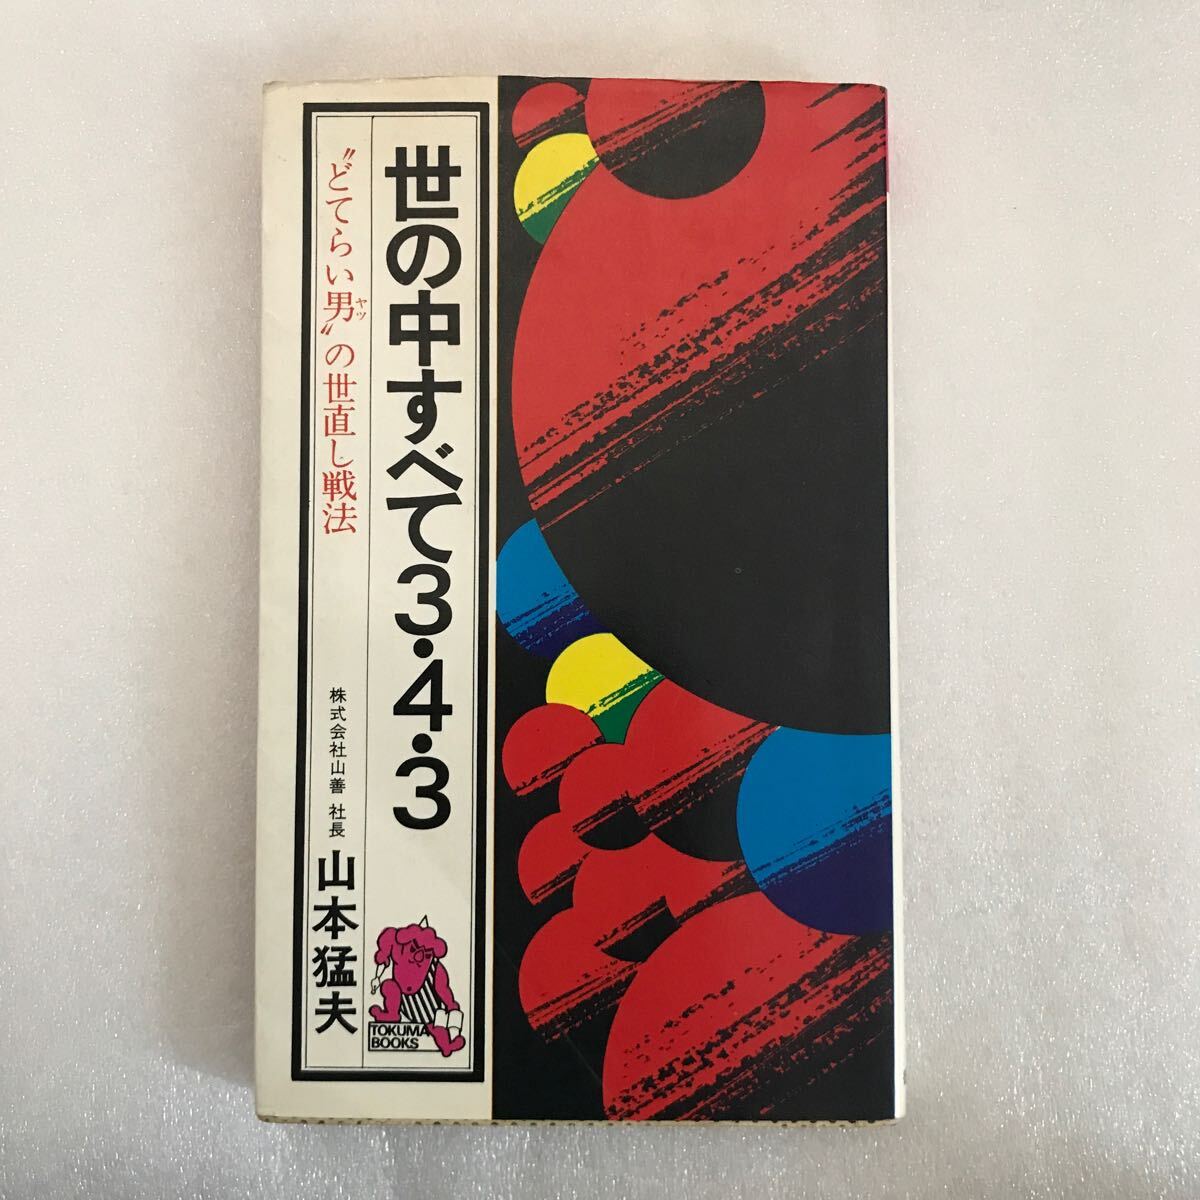 世の中すべて3・4・3
〝どてらい男〟の世直し戦法
ヤツ
株式会社山善 社長 山本猛夫
TOKUMA
BOOKS